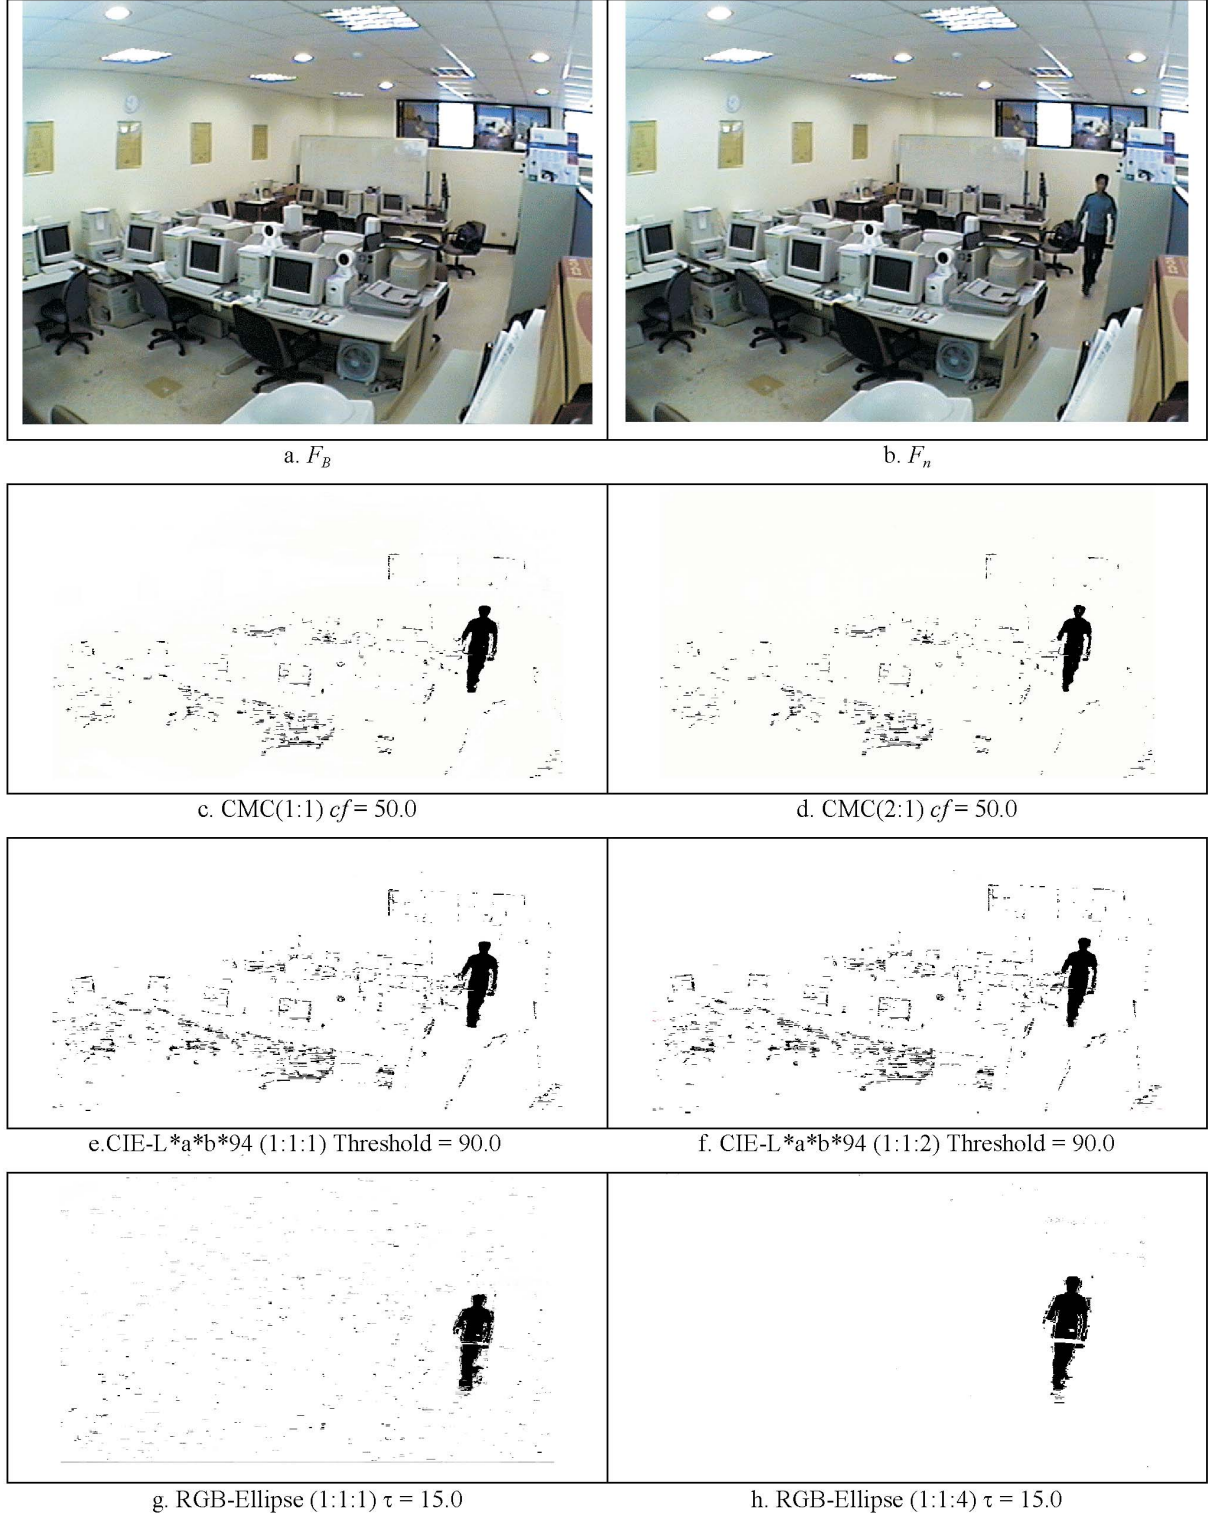 a. F_B
b. F_n
c. CMC(1:1) cf = 50.0
d. CMC(2:1) cf = 50.0
e.CIE-L*a*b*94 (1:1:1) Threshold = 90.0
f. CIE-L*a*b*94 (1:1:2) Threshold = 90.0
g. RGB-Ellipse (1:1:1) τ = 15.0
h. RGB-Ellipse (1:1:4) τ = 15.0